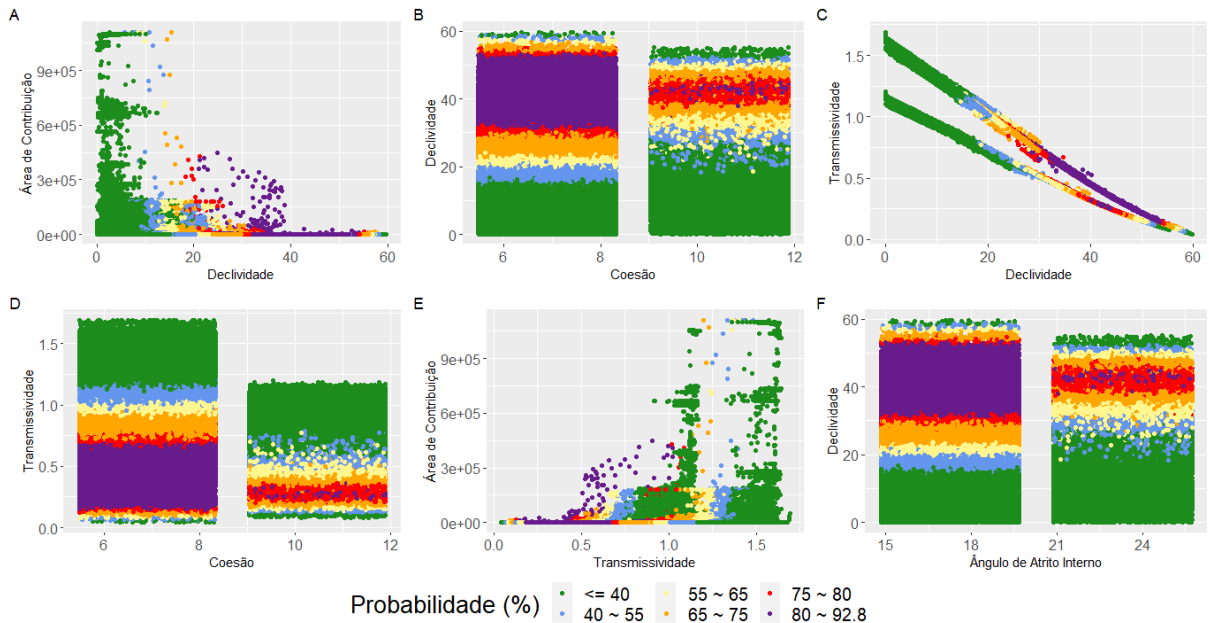 A
Área de Contribuição
9e+05
6e+05
3e+05
0e+00
0 20 40 60
Declividade
B
Declividade
60
40
20
0
6 8 10 12
Coesão
C
Transmissividade
1.5
1.0
0.5
0.0
0 20 40 60
Declividade
D
Transmissividade
1.5
1.0
0.5
0.0
6 8 10 12
Coesão
E
Área de Contribuição
9e+05
6e+05
3e+05
0e+00
0.0 0.5 1.0 1.5
Transmissividade
F
Declividade
60
40
20
0
15 18 21 24
Ângulo de Atrito Interno
Probabilidade (%)
<= 40 55 ~ 65 75 ~ 80
40 ~ 55 65 ~ 75 80 ~ 92.8